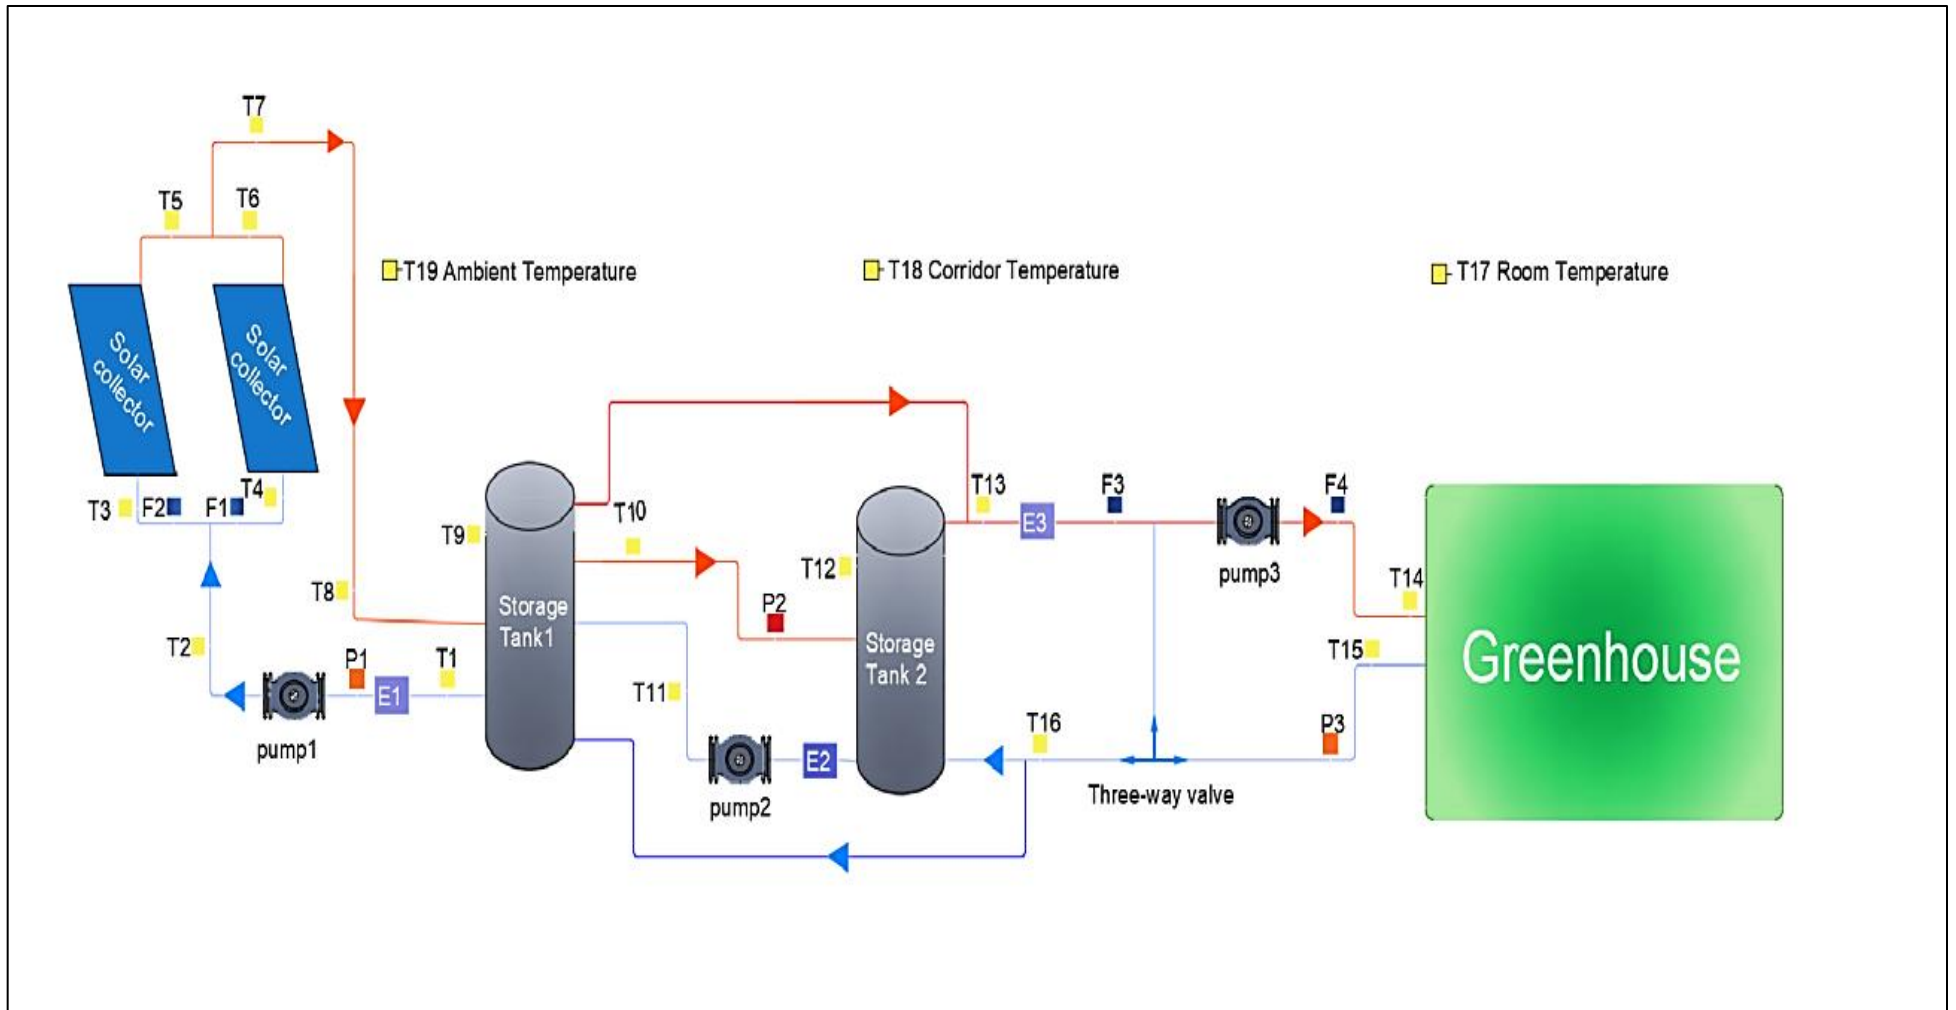 T7
T5
T6
T19 Ambient Temperature
T18 Corridor Temperature
T17 Room Temperature
Solar
collector
Solar
collector
T3
F2
F1
T4
T13
F3
F4
T10
T9
E3
T12
pump3
T14
T8
Storage
Tank1
P2
Storage
Tank 2
T15
Greenhouse
T2
P1
T1
E1
T11
T16
P3
pump1
E2
Three-way valve
pump2